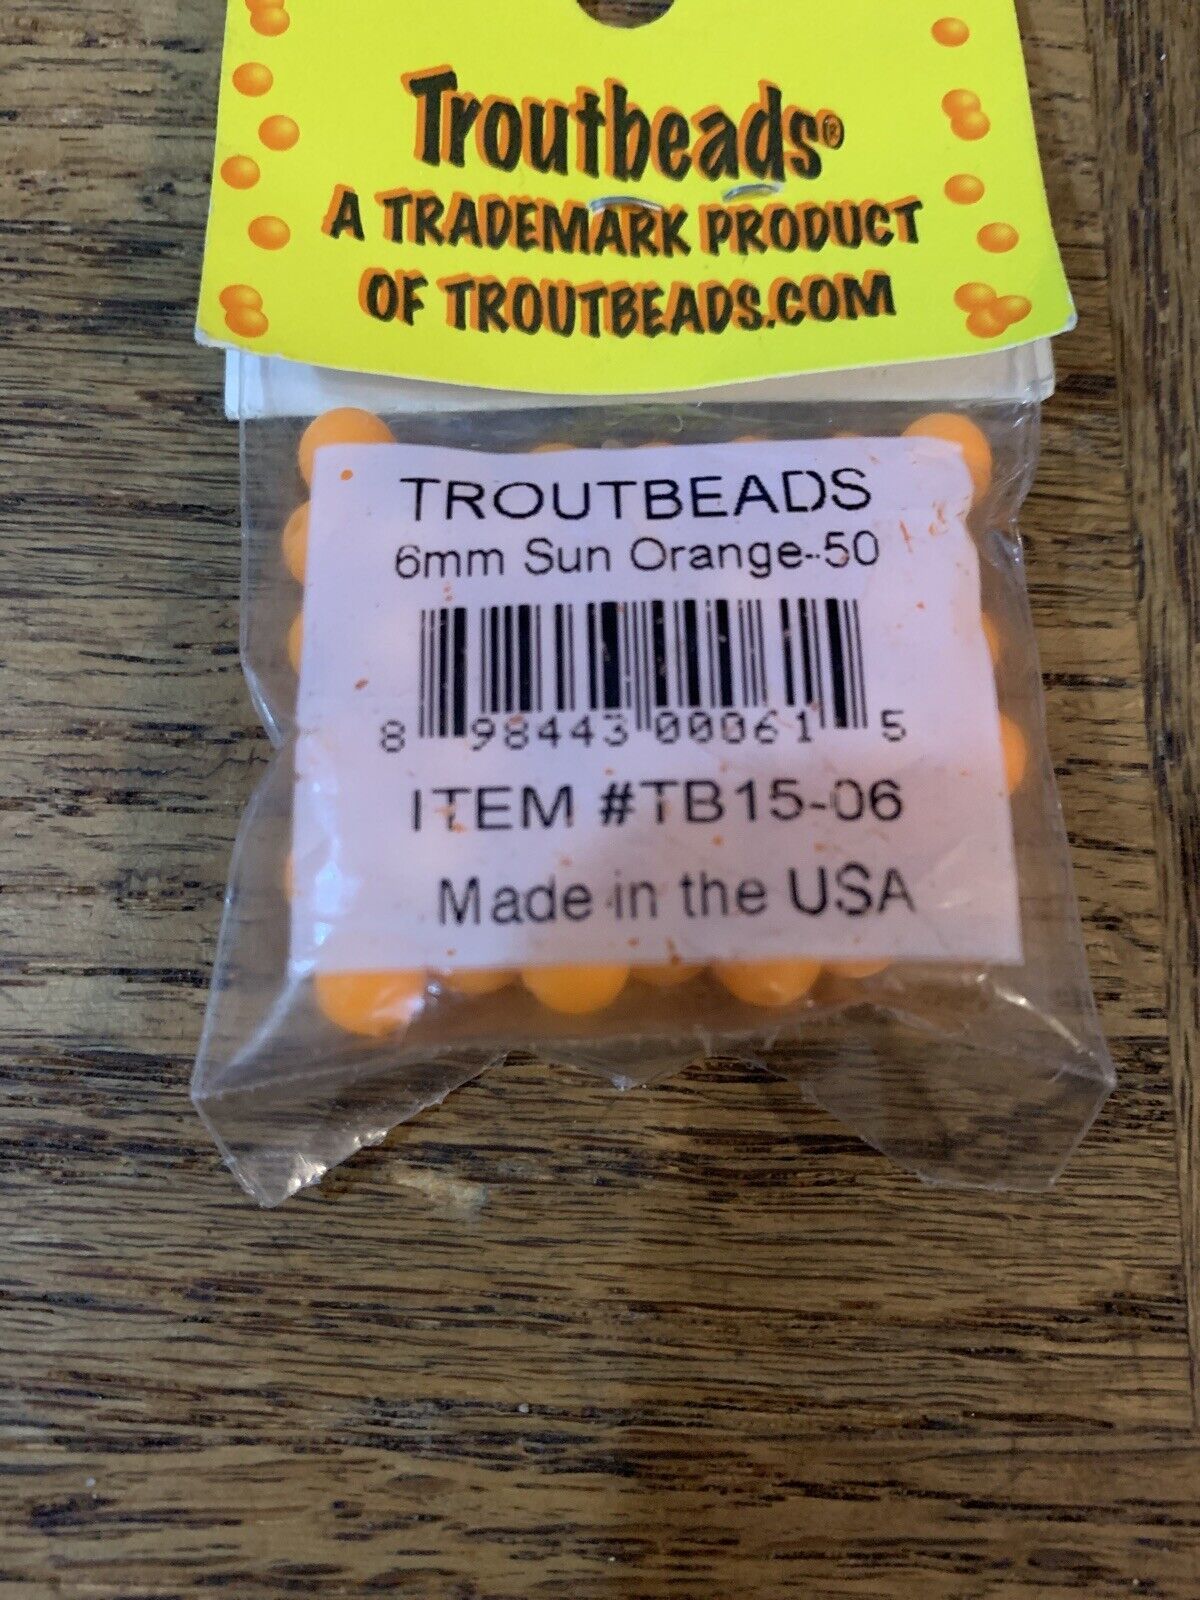 Troutbeads®
A TRADEMARK PRODUCT
OF TROUTBEADS.COM
TROUTBEADS
6mm Sun Orange-50
8 98443 00061 5
ITEM #TB15-06
Made in the USA